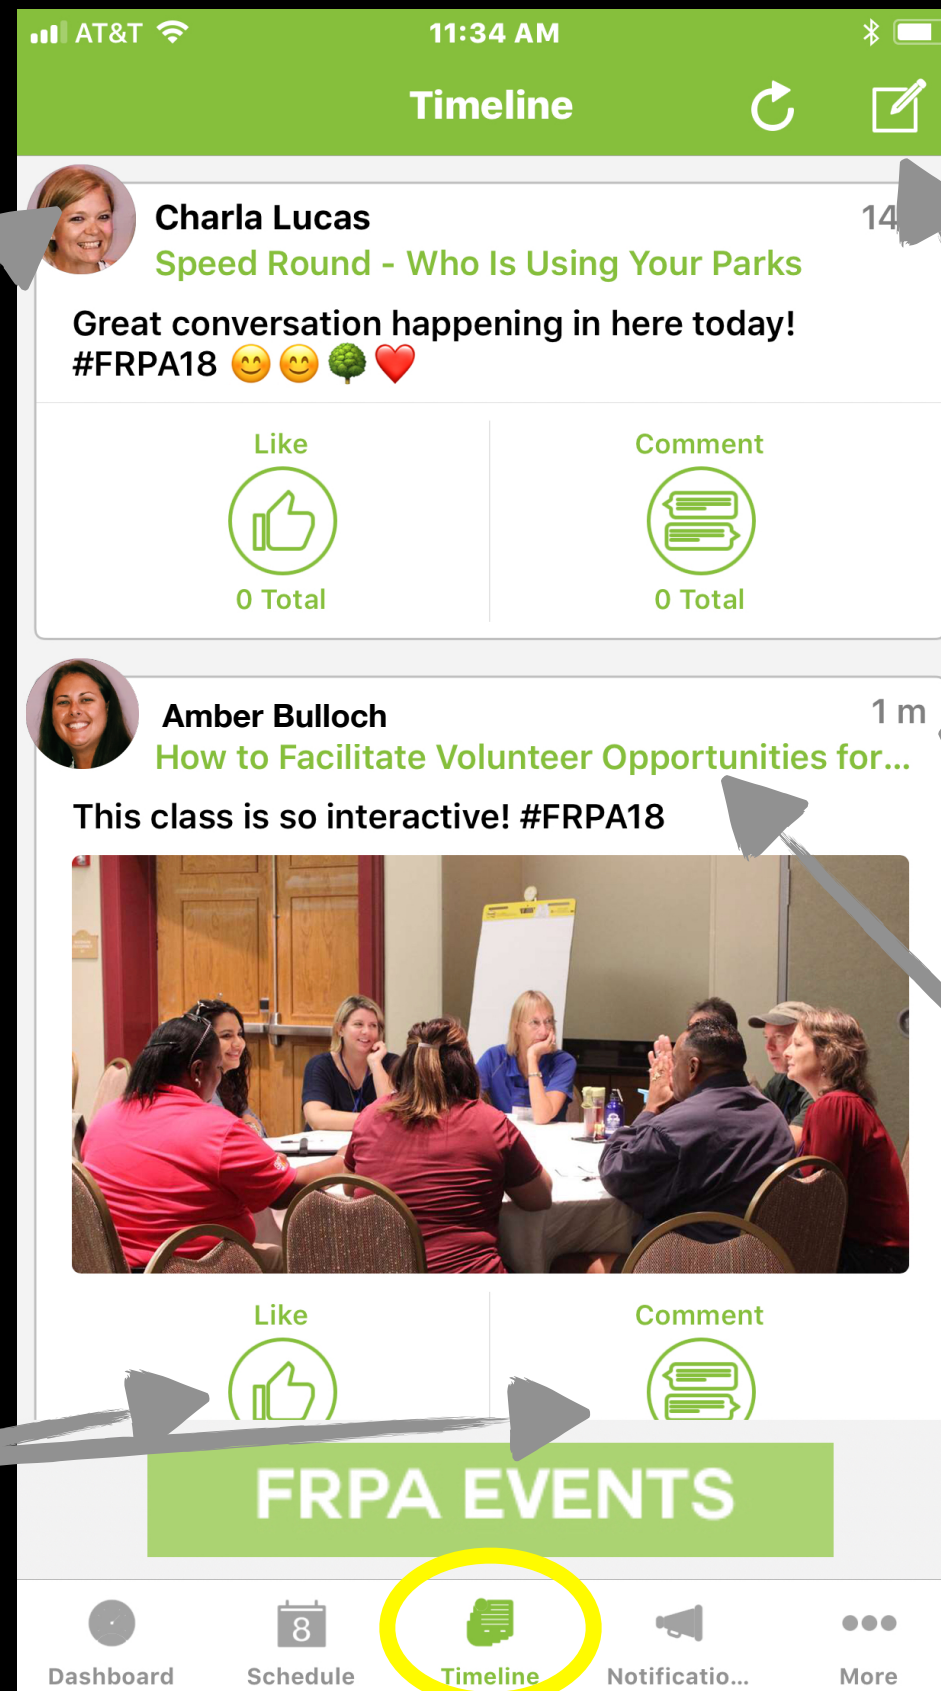 AT&T 11:34 AM
Timeline
Charla Lucas 14
Speed Round - Who Is Using Your Parks
Great conversation happening in here today!
#FRPA18 😊 😊 🌳 ❤️
Like Comment
0 Total 0 Total
Amber Bulloch 1 m
How to Facilitate Volunteer Opportunities for...
This class is so interactive! #FRPA18
Like Comment
FRPA EVENTS
8
Dashboard Schedule Timeline Notificatio... More